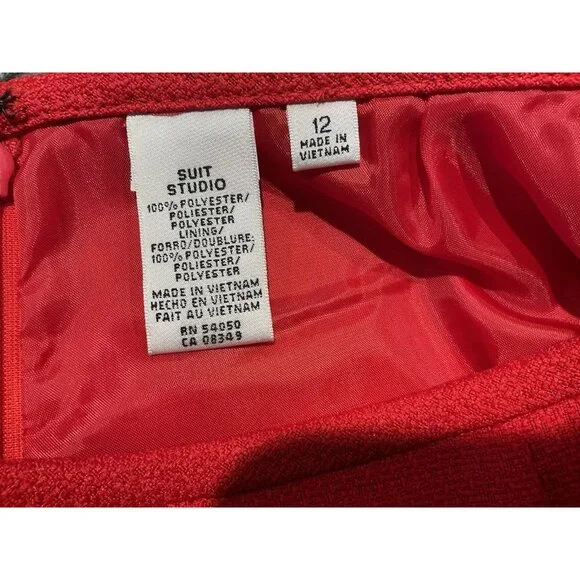 SUIT
STUDIO
100% POLYESTER/
POLIESTER/
POLYESTER
LINING/
FORRO/DOUBLURE:
100% POLYESTER/
POLIESTER/
POLYESTER
MADE IN VIETNAM
HECHO EN VIETNAM
FAIT AU VIETNAM
RN 54050
CA 08349
12
MADE IN
VIETNAM